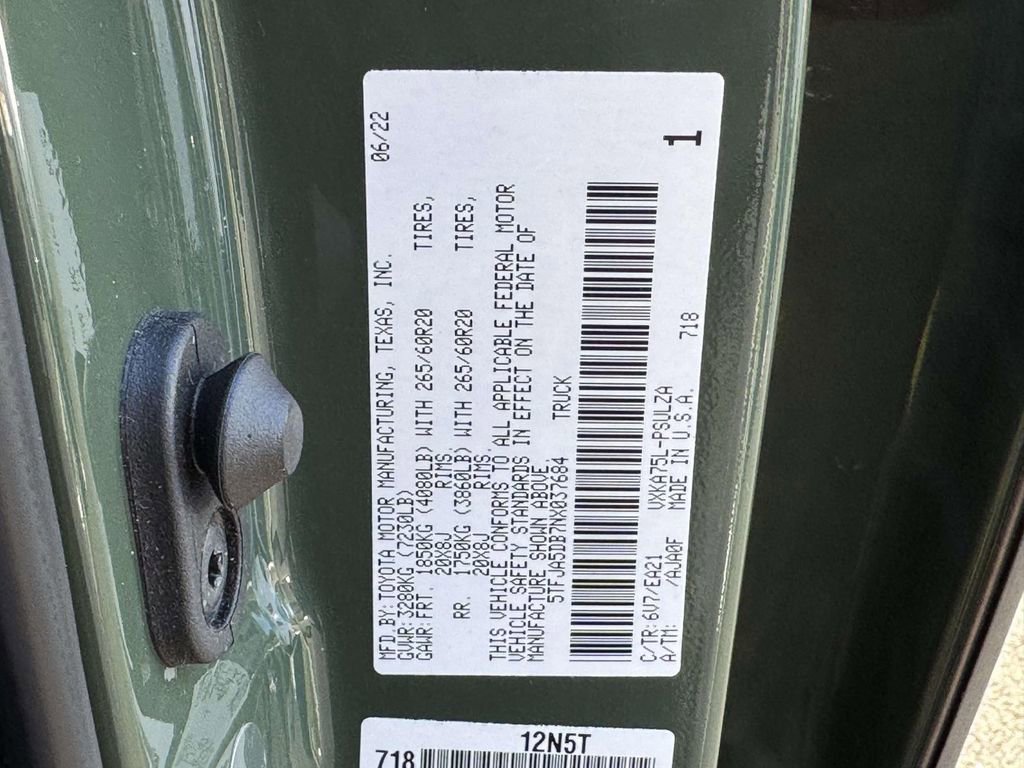 MFD BY: TOYOTA MOTOR MANUFACTURING, TEXAS, INC. 06/22
GVWR: 3280KG (7230LB)
GAWR: FRT. 1850KG (4080LB) WITH 265/60R20 TIRES,
20X8J RIMS,
RR. 1750KG (3860LB) WITH 265/60R20 TIRES,
20X8J RIMS.
THIS VEHICLE CONFORMS TO ALL APPLICABLE FEDERAL MOTOR
VEHICLE SAFETY STANDARDS IN EFFECT ON THE DATE OF
MANUFACTURE SHOWN ABOVE
5TFJA5DB7NX037684 TRUCK
C/TR: 6V7/EA21 VXKA75L-PSULZA 718
A/TM: /AJA0F MADE IN U.S.A.
1
12N5T
718